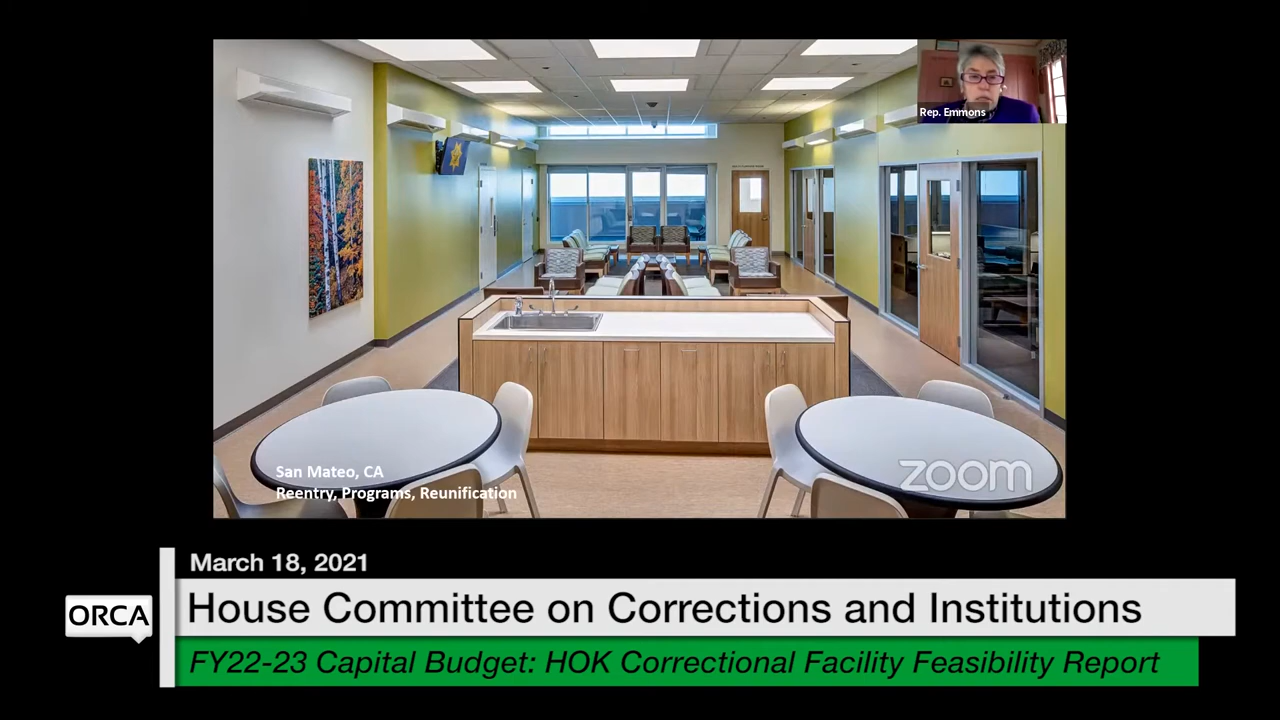 Rep. Emmons
San Mateo, CA
Reentry, Programs, Reunification
zoom
March 18, 2021
House Committee on Corrections and Institutions
ORCA
FY22-23 Capital Budget: HOK Correctional Facility Feasibility Report